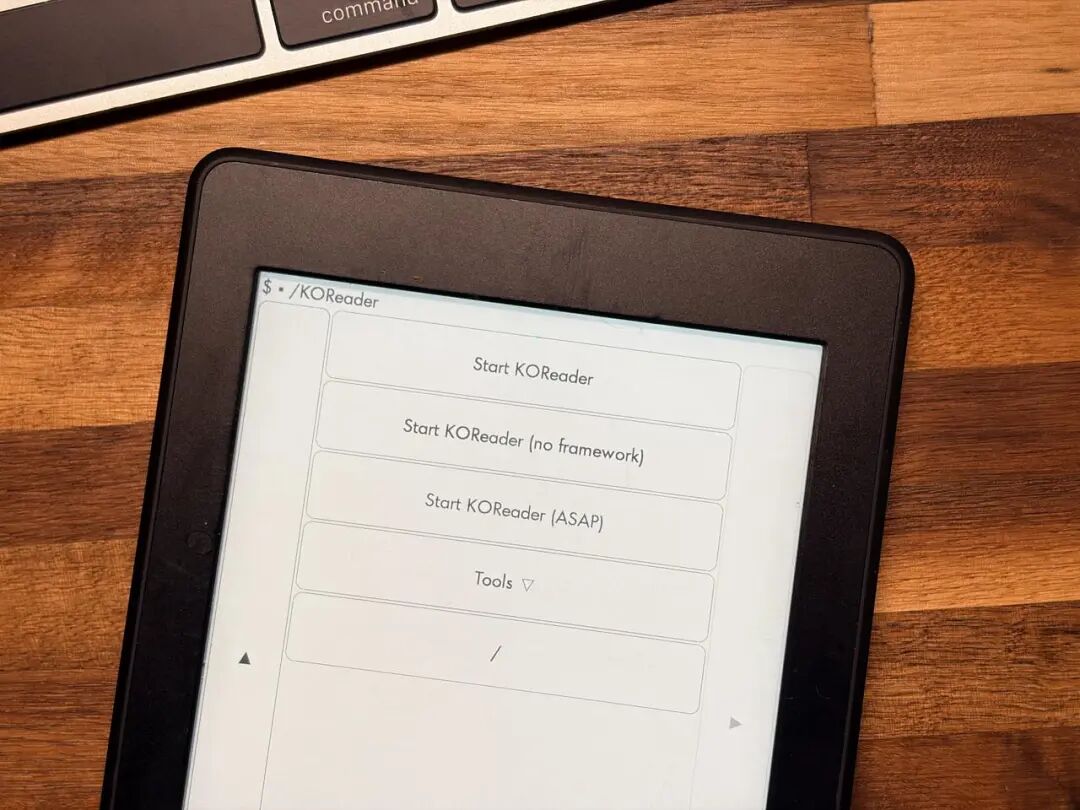 command
$ ▪ /KOReader
Start KOReader
Start KOReader (no framework)
Start KOReader (ASAP)
Tools ▽
/